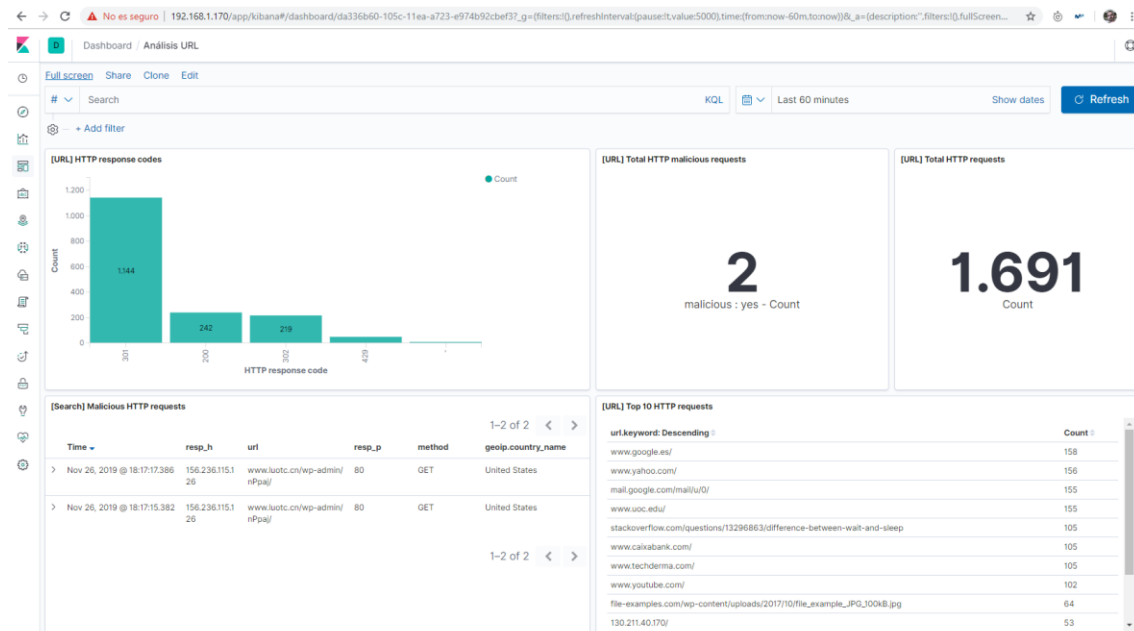 No es seguro | 192.168.1.170/app/kibana#/dashboard/da336b60-105c-11ea-a723-e974b92cbef3?_g=(filters:!(),refreshInterval:(pause:!t,value:5000),time:(from:now-60m,to:now))&_a=(description:'',filters:!(),fullScreen...
D Dashboard / Análisis URL
Full screen Share Clone Edit
# Search KQL Last 60 minutes Show dates Refresh
+ Add filter
[URL] HTTP response codes
Count
1.200
1.000
800
600
400
200
0
Count
1.144
242
219
301
200
302
429
-
HTTP response code
[URL] Total HTTP malicious requests
2
malicious : yes - Count
[URL] Total HTTP requests
1.691
Count
[Search] Malicious HTTP requests
1–2 of 2
Time resp_h url resp_p method geoip.country_name
Nov 26, 2019 @ 18:17:17.386 156.236.115.1 www.luotc.cn/wp-admin/ 80 GET United States
26 nPpaj/
Nov 26, 2019 @ 18:17:15.382 156.236.115.1 www.luotc.cn/wp-admin/ 80 GET United States
26 nPpaj/
1–2 of 2
[URL] Top 10 HTTP requests
url.keyword: Descending Count
www.google.es/ 158
www.yahoo.com/ 156
mail.google.com/mail/u/0/ 155
www.uoc.edu/ 155
stackoverflow.com/questions/13296863/difference-between-wait-and-sleep 105
www.caixabank.com/ 105
www.techderma.com/ 105
www.youtube.com/ 102
file-examples.com/wp-content/uploads/2017/10/file_example_JPG_100kB.jpg 64
130.211.40.170/ 53